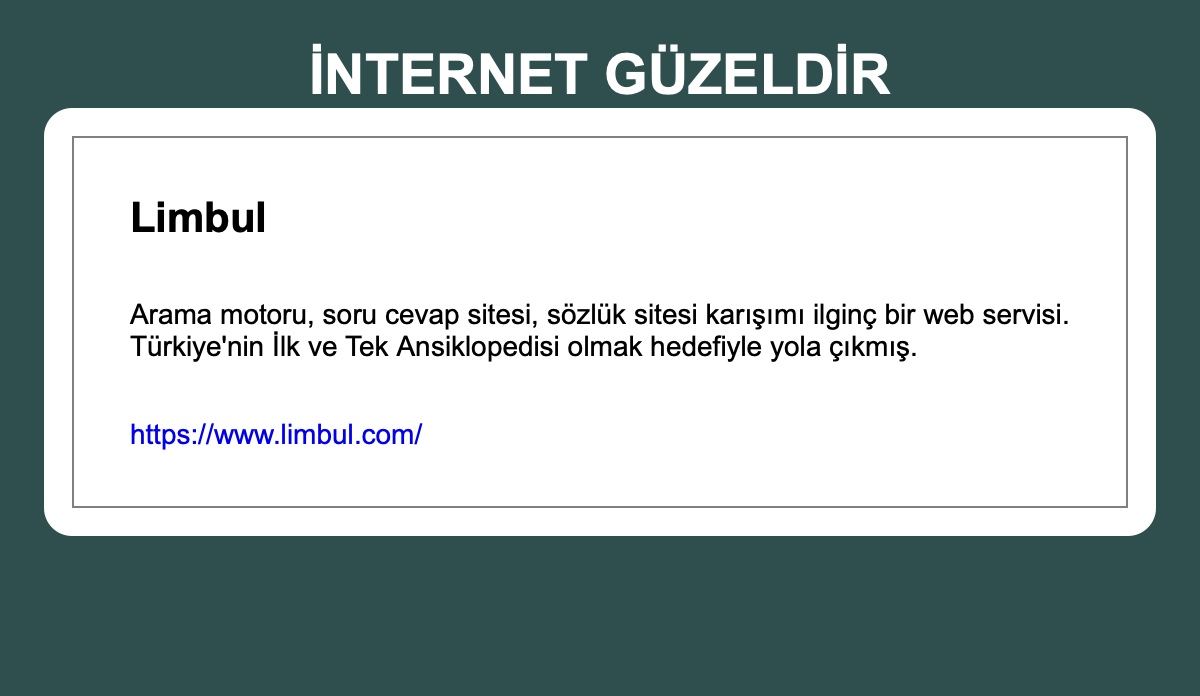 İNTERNET GÜZELDİR
Limbul
Arama motoru, soru cevap sitesi, sözlük sitesi karışımı ilginç bir web servisi.
Türkiye'nin İlk ve Tek Ansiklopedisi olmak hedefiyle yola çıkmış.
https://www.limbul.com/